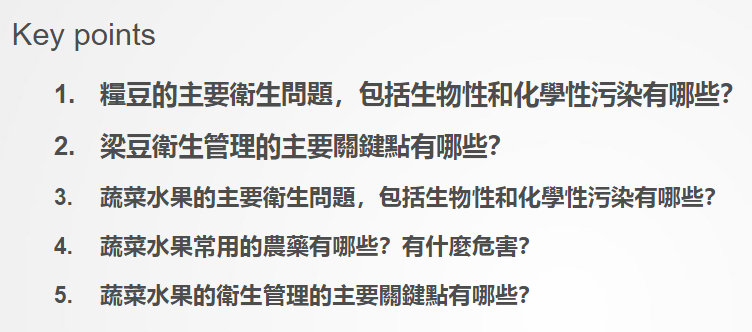 Key points
1. 糧豆的主要衛生問題，包括生物性和化學性污染有哪些?
2. 梁豆衛生管理的主要關鍵點有哪些?
3. 蔬菜水果的主要衛生問題，包括生物性和化學性污染有哪些?
4. 蔬菜水果常用的農藥有哪些? 有什麼危害?
5. 蔬菜水果的衛生管理的主要關鍵點有哪些?